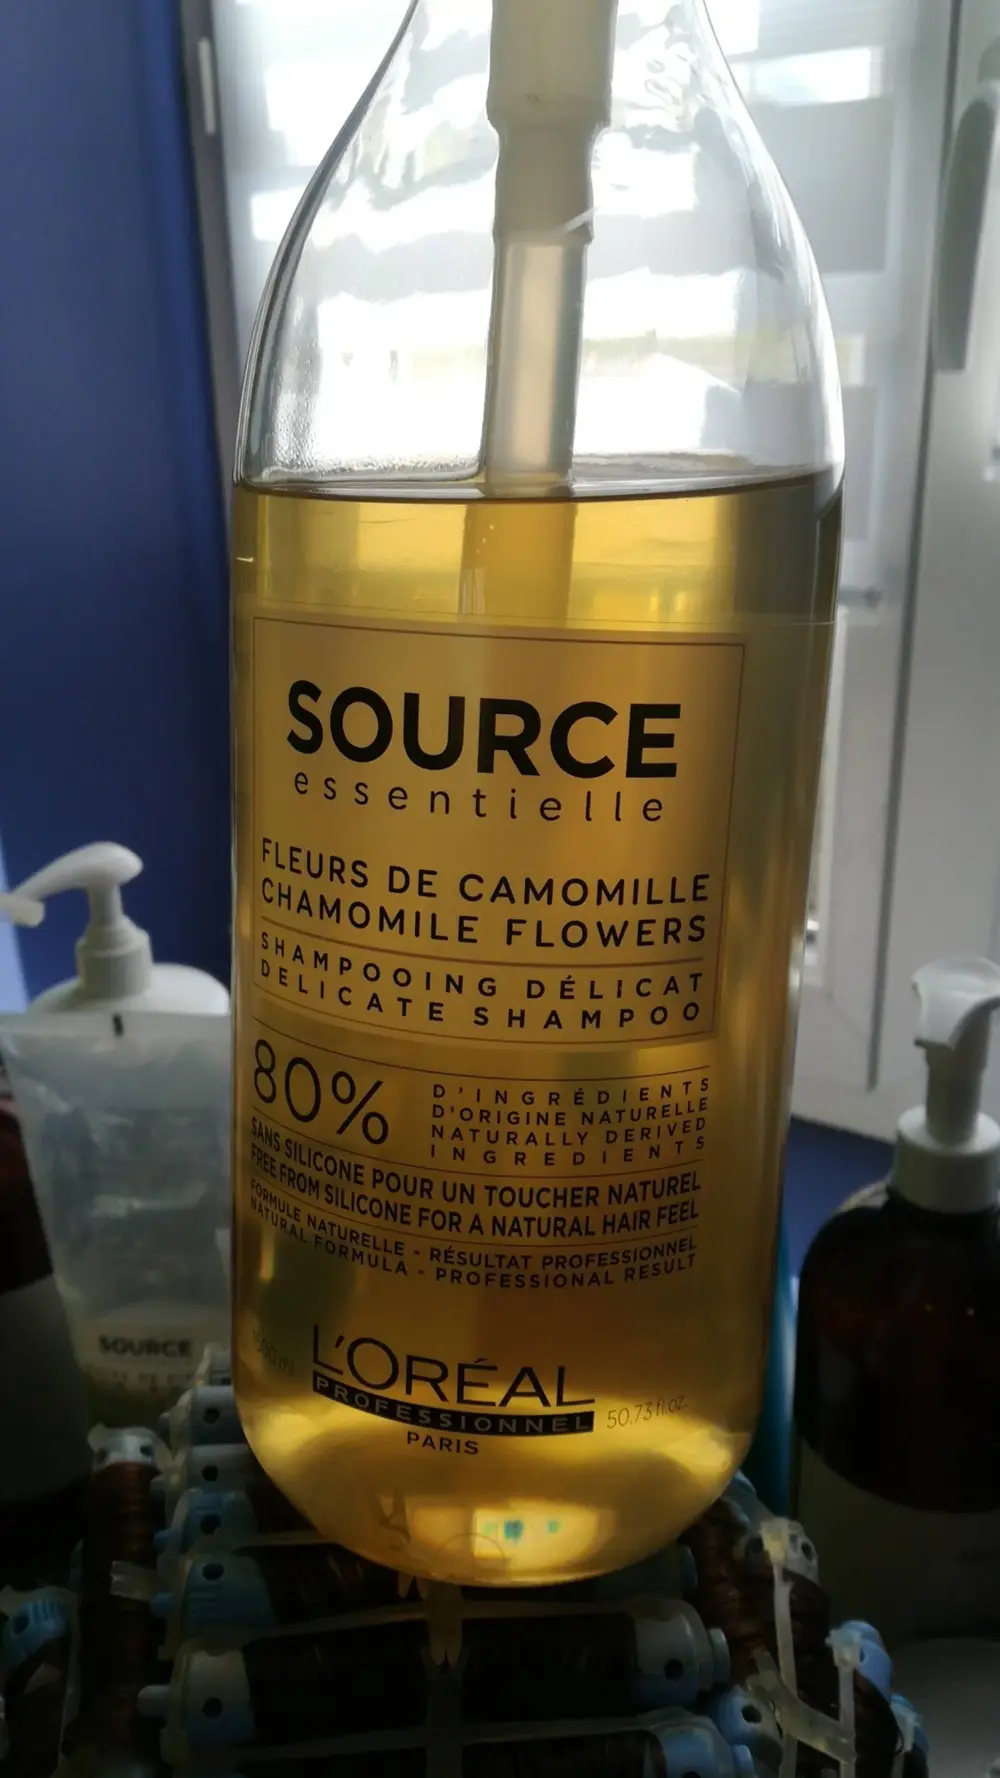 SOURCE
essentielle
FLEURS DE CAMOMILLE
CHAMOMILE FLOWERS
SHAMPOOING DÉLICAT
DELICATE SHAMPOO
80%
D'INGRÉDIENTS
D'ORIGINE NATURELLE
NATURALLY DERIVED
INGREDIENTS
SANS SILICONE POUR UN TOUCHER NATUREL
FREE FROM SILICONE FOR A NATURAL HAIR FEEL
FORMULE NATURELLE - RÉSULTAT PROFESSIONNEL
NATURAL FORMULA - PROFESSIONAL RESULT
1500 ml
L'ORÉAL
PROFESSIONNEL
PARIS
50.73 fl.oz.
SOURCE